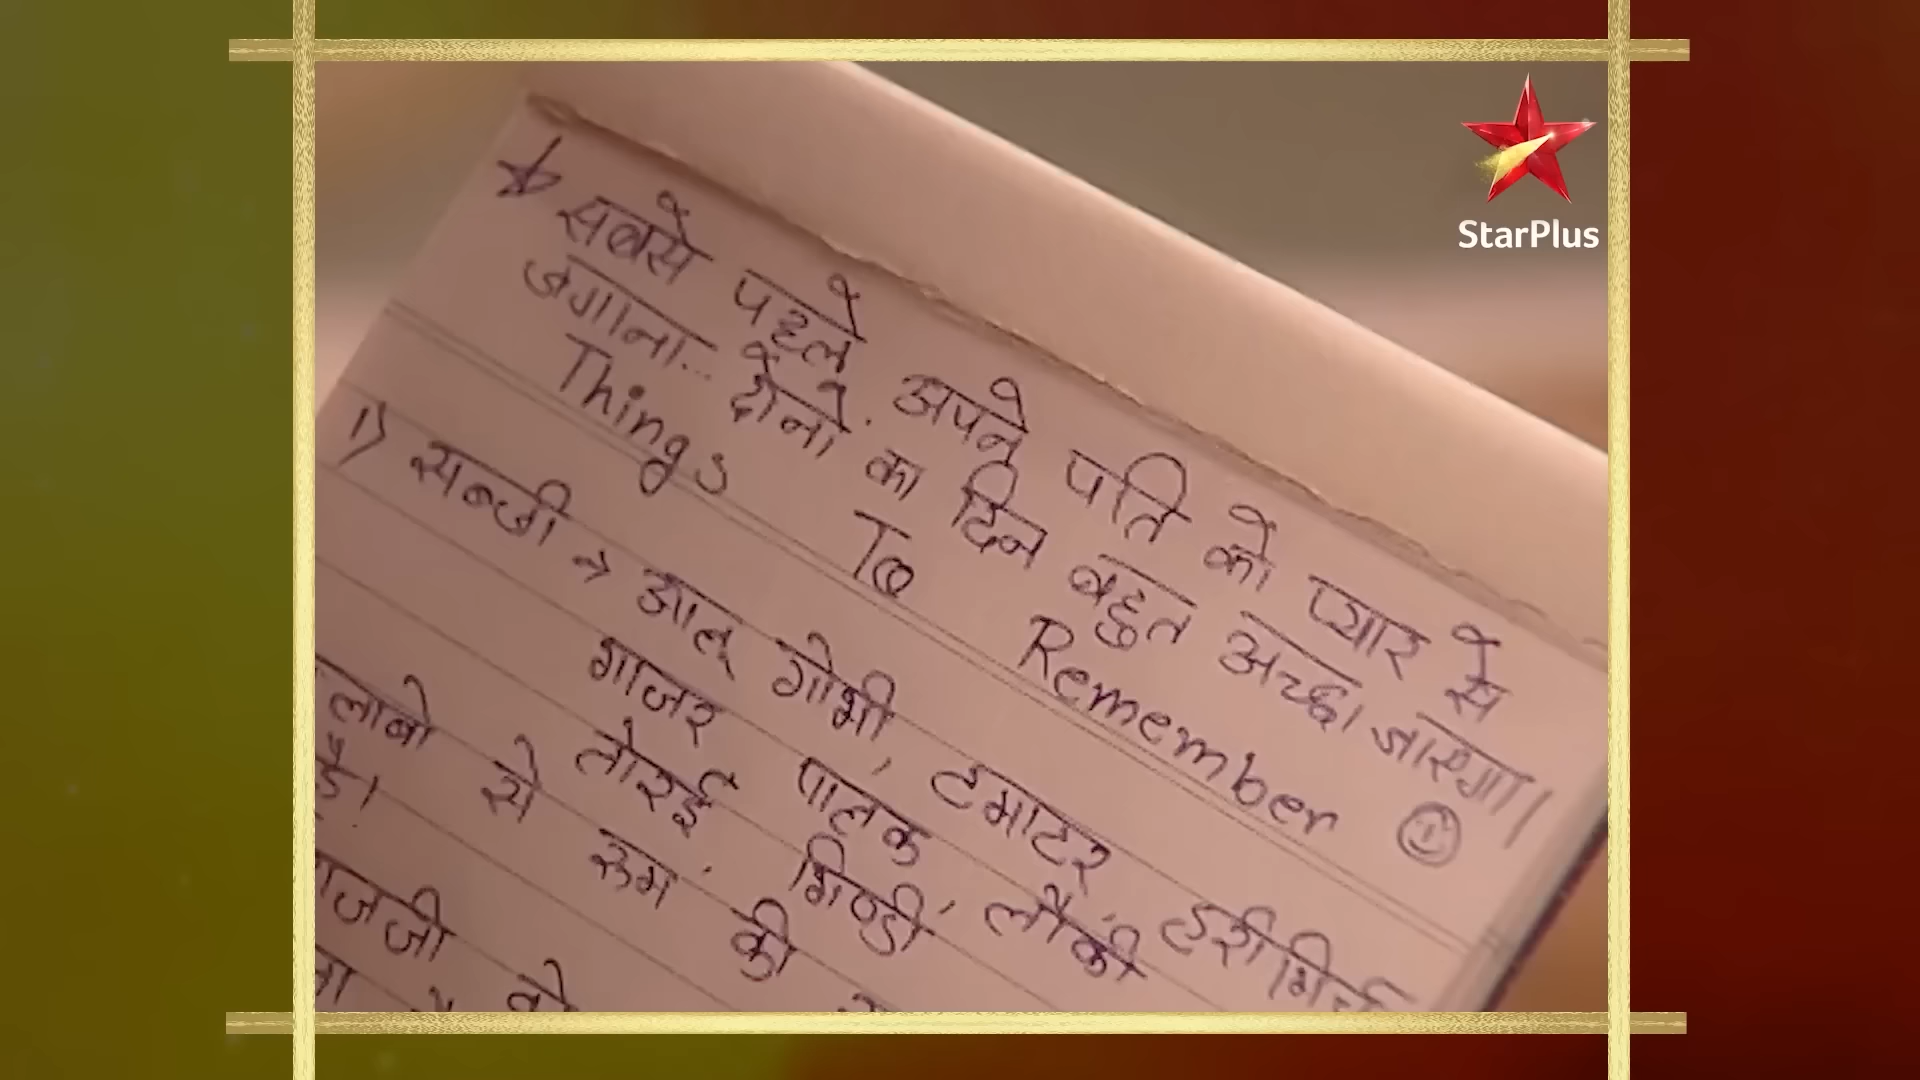 StarPlus
* सबसे पहले अपने पति को प्यार से
जगाना... दोनों का दिन बहुत अच्छा जाएगा।
Things To Remember
1) सब्जी → आलू गोभी, टमाटर, हरी मिर्च
गाजर पालक, लौकी
तोरई, भिण्डी
से रूम की
है।